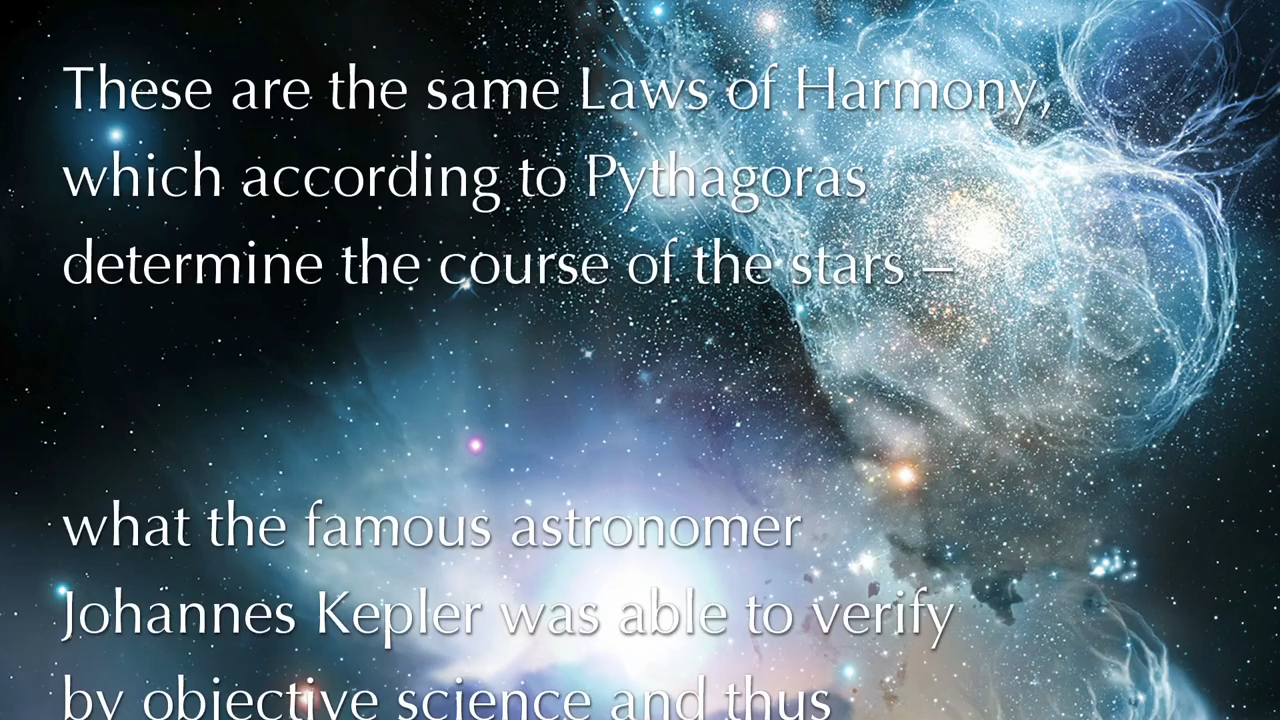 These are the same Laws of Harmony,
which according to Pythagoras
determine the course of the stars –
what the famous astronomer
Johannes Kepler was able to verify
by objective science and thus